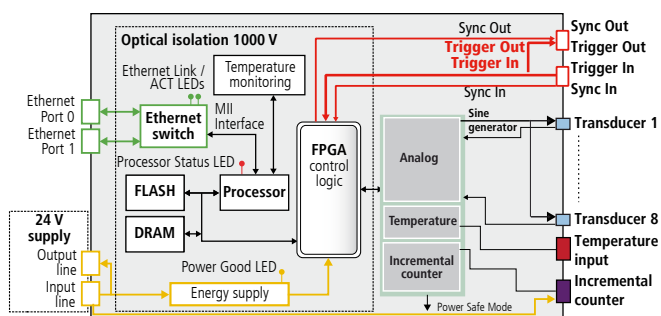 Sync Out
Sync Out
Trigger Out
Trigger Out
Trigger In
Trigger In
Sync In
Sync In
Optical isolation 1000 V
Ethernet Link /
ACT LEDs
Temperature
monitoring
Ethernet
Port 0
Ethernet
Port 1
Ethernet
switch
MII
Interface
FPGA
control
logic
Sine
generator
Transducer 1
Analog
Processor Status LED
FLASH
Processor
DRAM
Transducer 8
24 V
supply
Output
line
Input
line
Temperature
Temperature
input
Power Good LED
Energy supply
Incremental
counter
Incremental
counter
Power Safe Mode